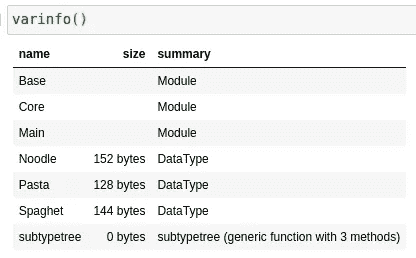 varinfo()
name size summary
Base Module
Core Module
Main Module
Noodle 152 bytes DataType
Pasta 128 bytes DataType
Spaghet 144 bytes DataType
subtypetree 0 bytes subtypetree (generic function with 3 methods)